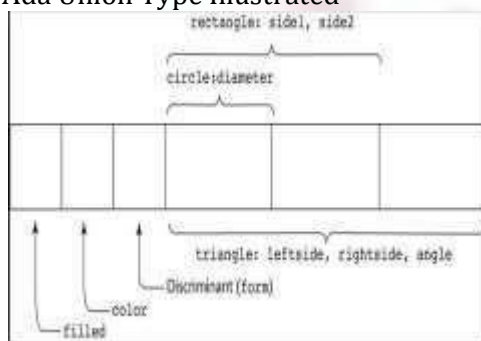 Ada Union Type Illustrated
rectangle: side1, side2
circle:diameter
triangle: leftside, rightside, angle
Discriminant (form)
color
filled